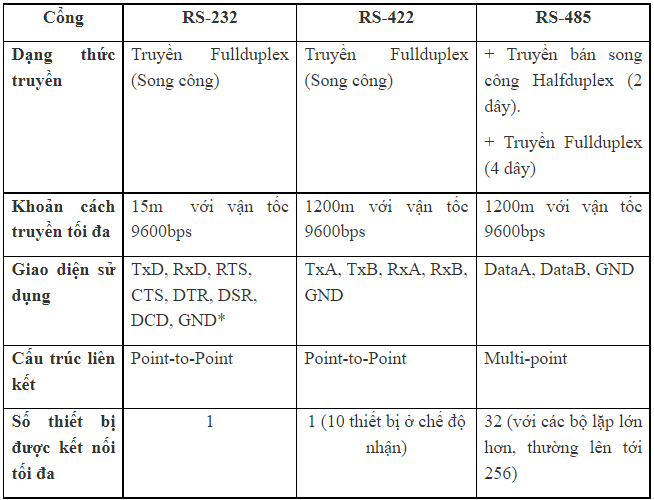 Cổng RS-232 RS-422 RS-485
Dạng thức
truyền
Truyền Fullduplex
(Song công)
Truyền Fullduplex
(Song công)
+ Truyền bán song
công Halfduplex (2
dây).
+ Truyền Fullduplex
(4 dây)
Khoản cách
truyền tối đa
15m với vận tốc
9600bps
1200m với vận tốc
9600bps
1200m với vận tốc
9600bps
Giao diện sử
dụng
TxD, RxD, RTS,
CTS, DTR, DSR,
DCD, GND*
TxA, TxB, RxA, RxB,
GND
DataA, DataB, GND
Cấu trúc liên
kết
Point-to-Point
Point-to-Point
Multi-point
Số thiết bị
được kết nối
tối đa
1
1 (10 thiết bị ở chế độ
nhận)
32 (với các bộ lặp lớn
hơn, thường lên tới
256)